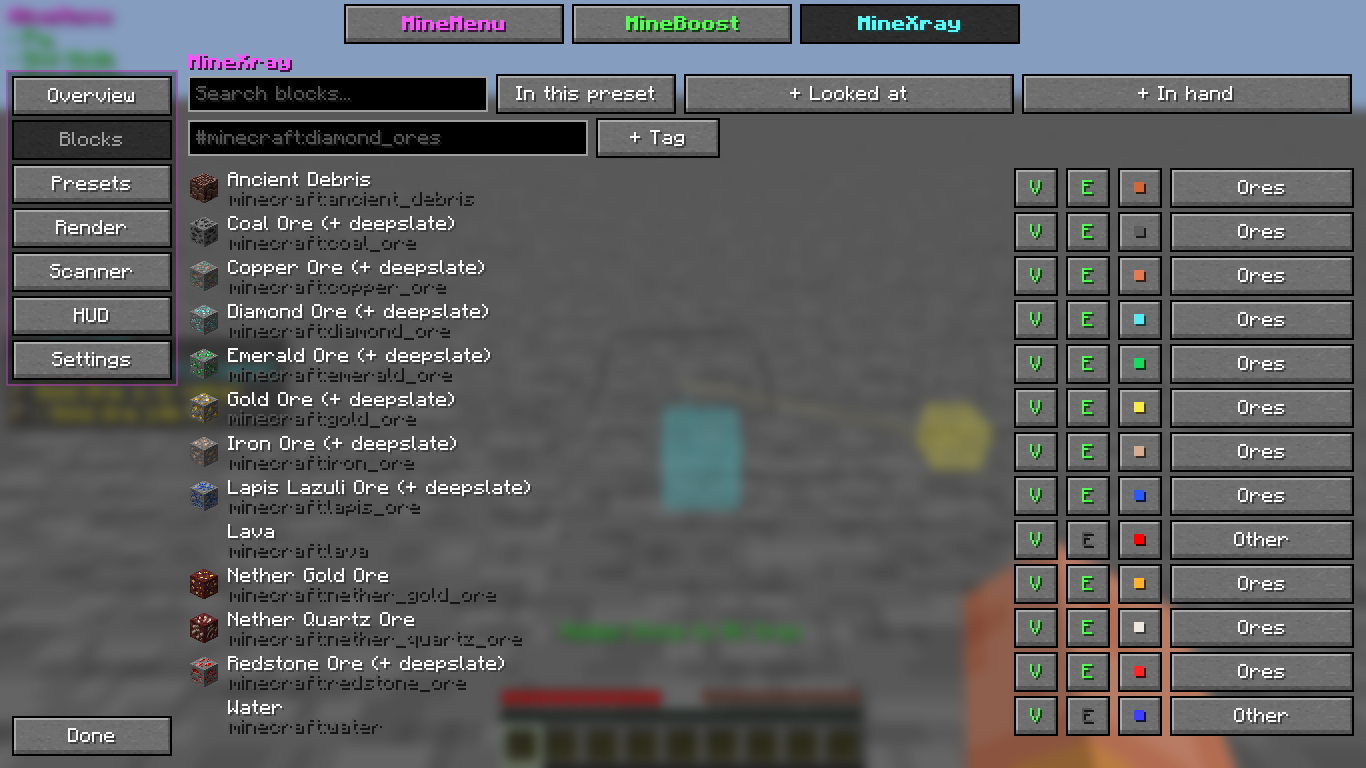 MineMenu MineBoost MineXray
MineXray
Overview
Blocks
Presets
Render
Scanner
HUD
Settings
Done
Search blocks... In this preset + Looked at + In hand
#minecraft:diamond_ores + Tag
Ancient Debris
minecraft:ancient_debris
V E Ores
Coal Ore (+ deepslate)
minecraft:coal_ore
V E Ores
Copper Ore (+ deepslate)
minecraft:copper_ore
V E Ores
Diamond Ore (+ deepslate)
minecraft:diamond_ore
V E Ores
Emerald Ore (+ deepslate)
minecraft:emerald_ore
V E Ores
Gold Ore (+ deepslate)
minecraft:gold_ore
V E Ores
Iron Ore (+ deepslate)
minecraft:iron_ore
V E Ores
Lapis Lazuli Ore (+ deepslate)
minecraft:lapis_ore
V E Ores
Lava
minecraft:lava
V E Other
Nether Gold Ore
minecraft:nether_gold_ore
V E Ores
Nether Quartz Ore
minecraft:nether_quartz_ore
V E Ores
Redstone Ore (+ deepslate)
minecraft:redstone_ore
V E Ores
Water
minecraft:water
V E Other